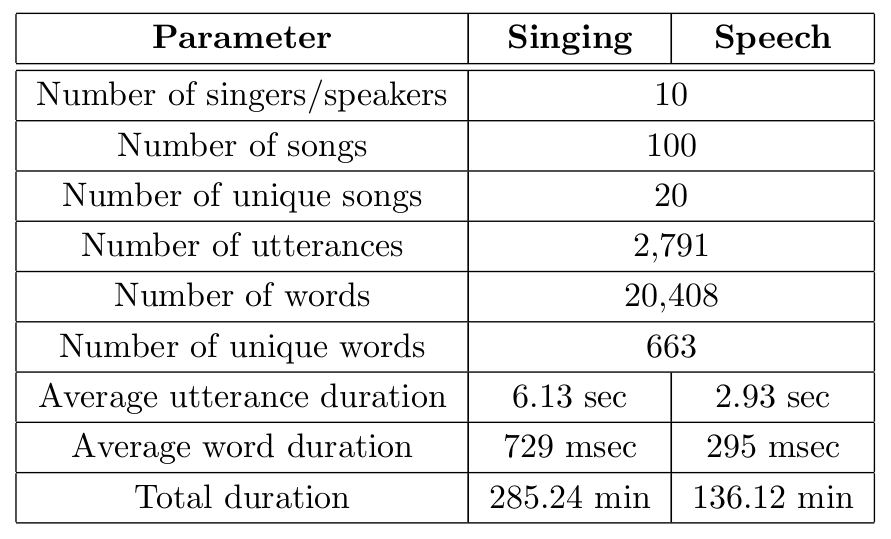 Parameter Singing Speech
Number of singers/speakers 10
Number of songs 100
Number of unique songs 20
Number of utterances 2,791
Number of words 20,408
Number of unique words 663
Average utterance duration 6.13 sec 2.93 sec
Average word duration 729 msec 295 msec
Total duration 285.24 min 136.12 min